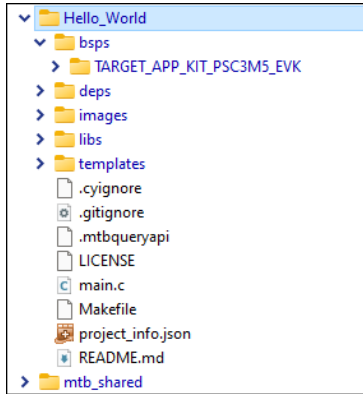 Hello_World
bsps
TARGET_APP_KIT_PSC3M5_EVK
deps
images
libs
templates
.cyignore
.gitignore
.mtbqueryapi
LICENSE
main.c
Makefile
project_info.json
README.md
mtb_shared